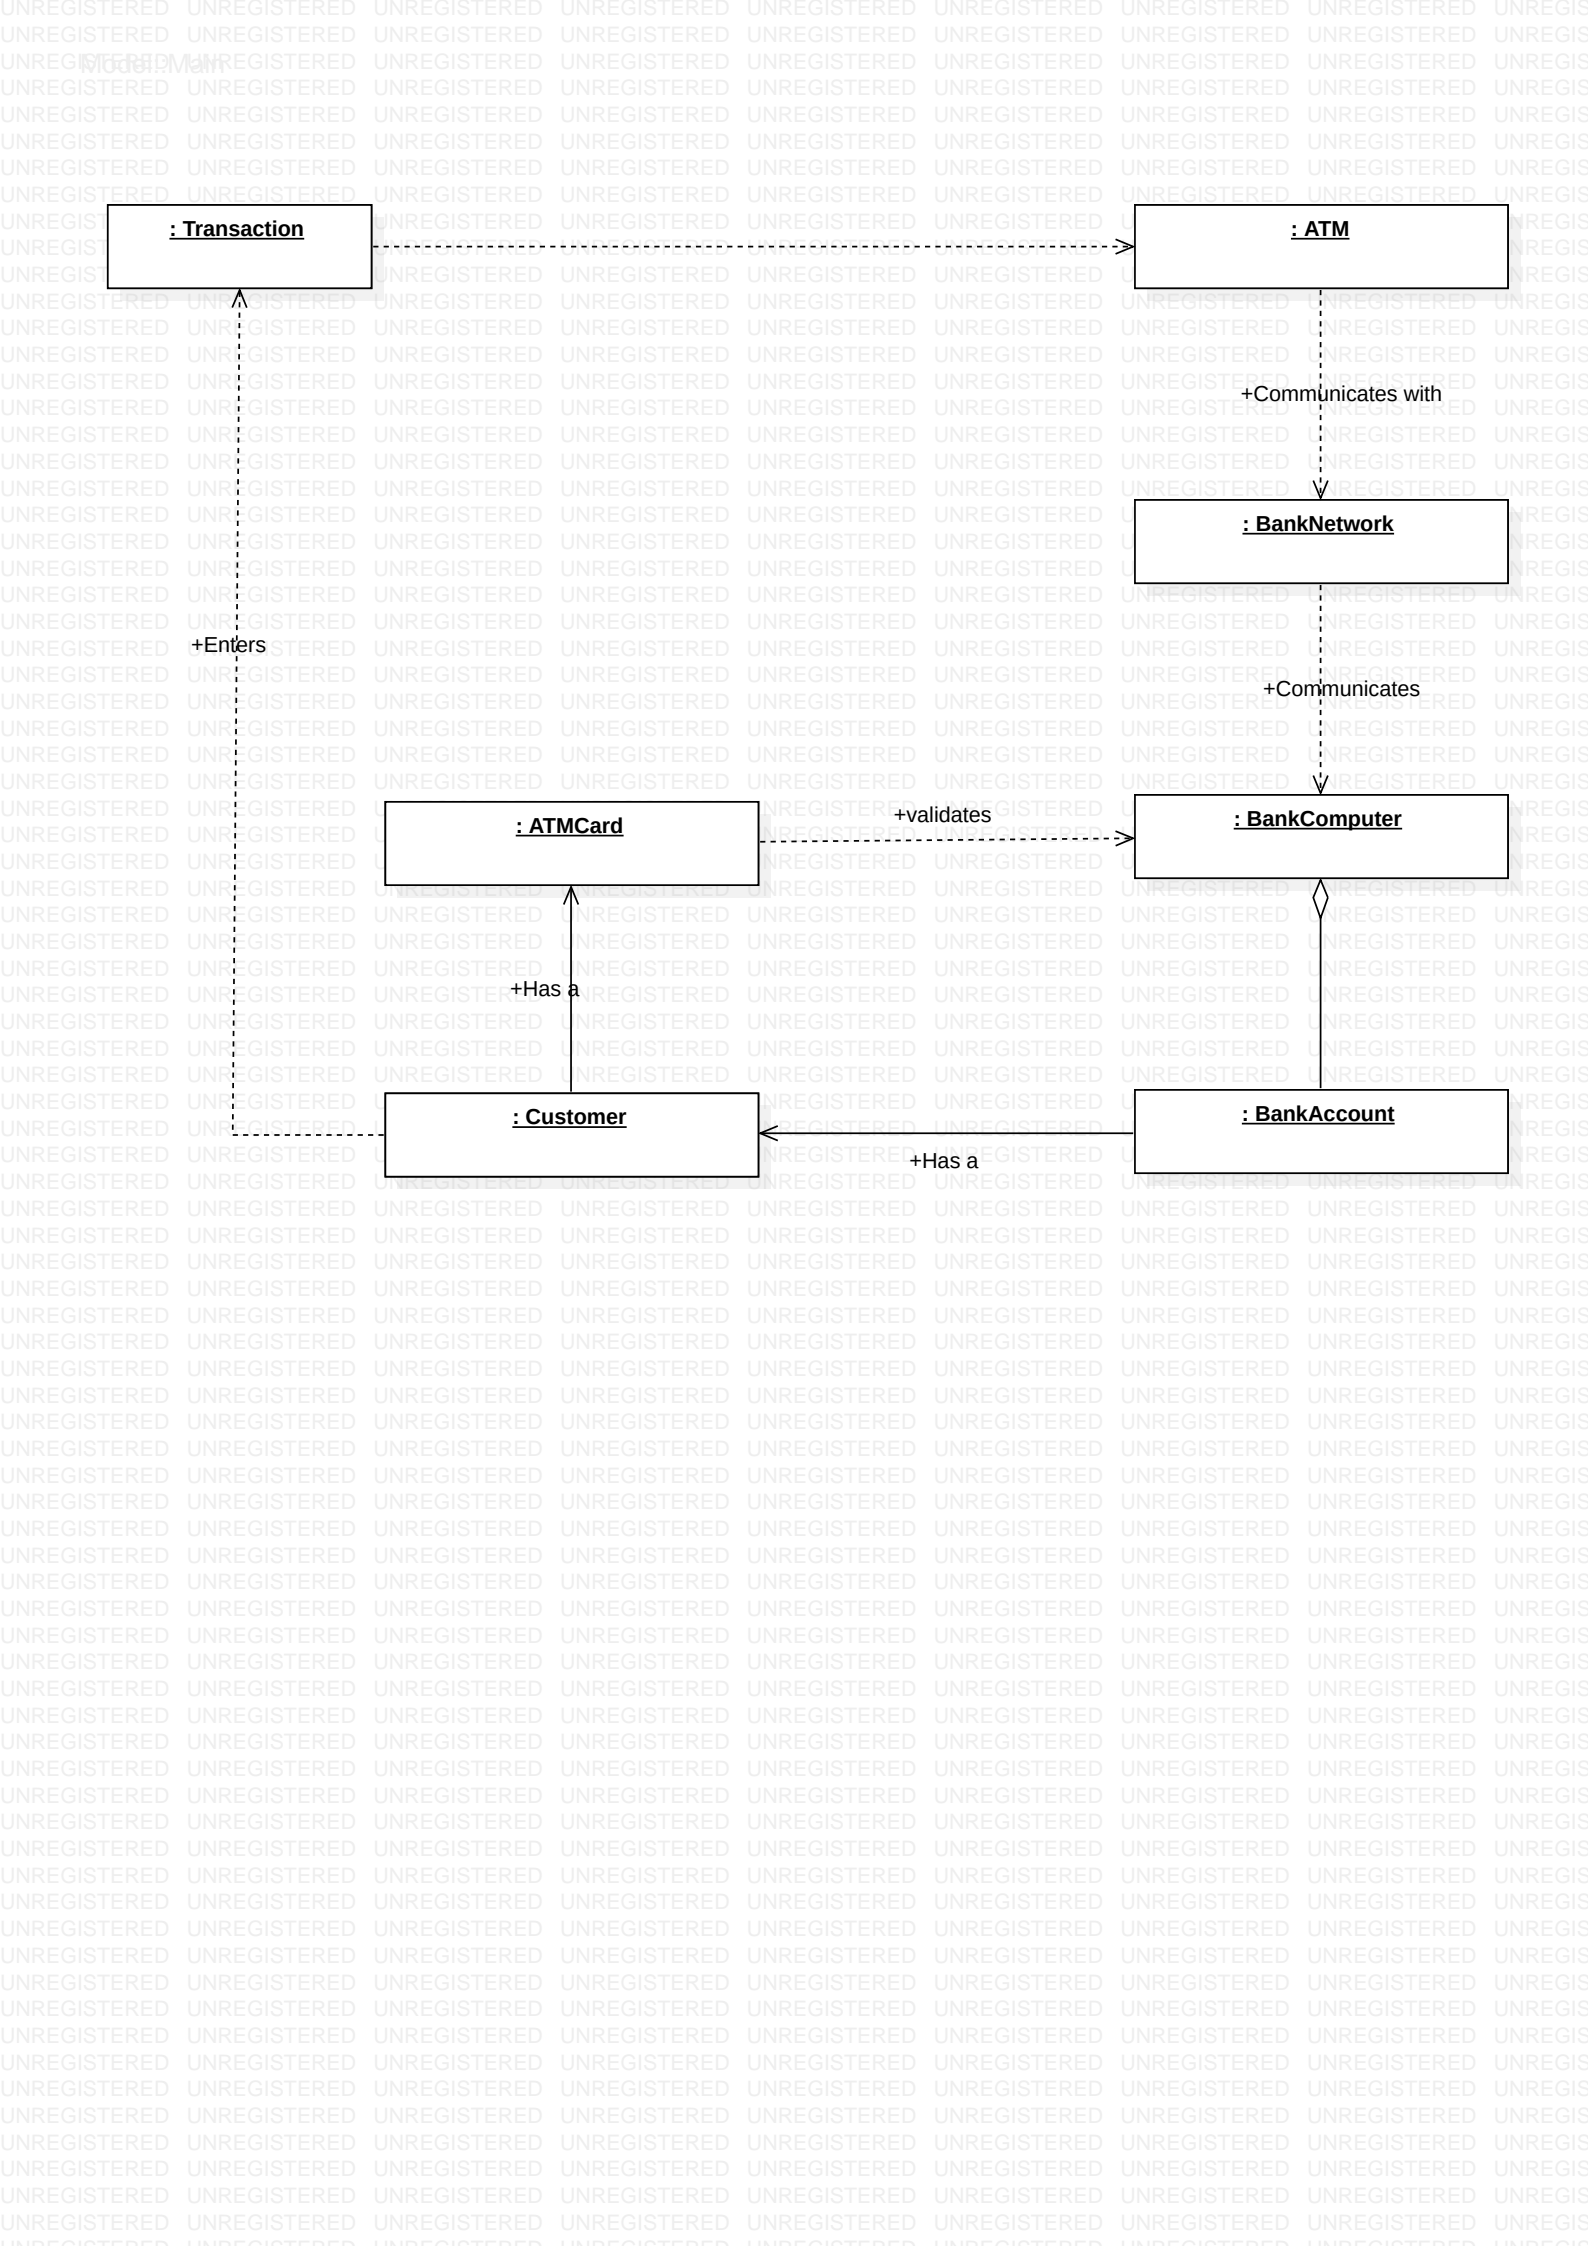 Model::Main
: Transaction
: ATM
+Communicates with
: BankNetwork
+Enters
+Communicates
: ATMCard
+validates
: BankComputer
+Has a
: Customer
: BankAccount
+Has a
UNREGISTERED